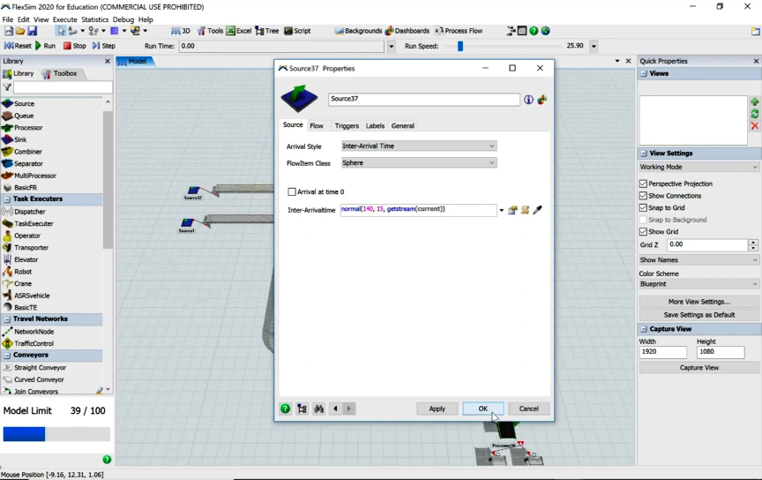 FlexSim 2020 for Education (COMMERCIAL USE PROHIBITED)
File Edit View Execute Statistics Debug Help
3D Tools Excel Tree Script Backgrounds Dashboards Process Flow
Reset Run Stop Step Run Time: 0.00 Run Speed: 25.90
Library
Library Toolbox
Source
Queue
Processor
Sink
Combiner
Separator
MultiProcessor
BasicFR
Task Executers
Dispatcher
TaskExecuter
Operator
Transporter
Elevator
Robot
Crane
ASRSvehicle
BasicTE
Travel Networks
NetworkNode
TrafficControl
Conveyors
Straight Conveyor
Curved Conveyor
Join Conveyors
Model Limit 39 / 100
Mouse Position [-9.16, 12.31, 1.06]
Model
Source37
Source1
Source37 Properties
Source37
Source Flow Triggers Labels General
Arrival Style Inter-Arrival Time
FlowItem Class Sphere
Arrival at time 0
Inter-Arrivaltime normal(140, 15, getstream(current))
Apply OK Cancel
Quick Properties
Views
View Settings
Working Mode
Perspective Projection
Show Connections
Snap to Grid
Snap to Background
Show Grid
Grid Z 0.00
Show Names
Color Scheme
Blueprint
More View Settings...
Save Settings as Default
Capture View
Width Height
1920 1080
Capture View